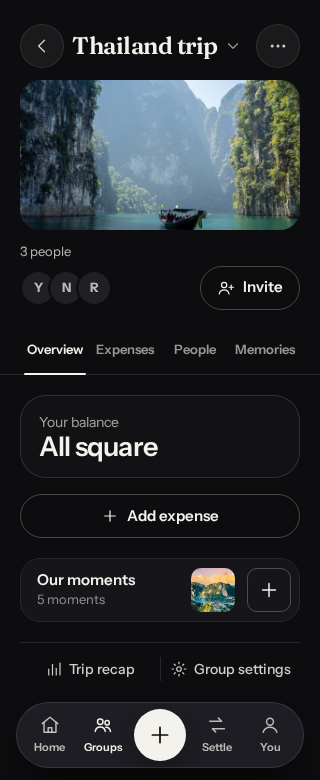 Thailand trip
3 people
Y N R
Invite
Overview Expenses People Memories
Your balance
All square
Add expense
Our moments
5 moments
Trip recap Group settings
Home Groups Settle You